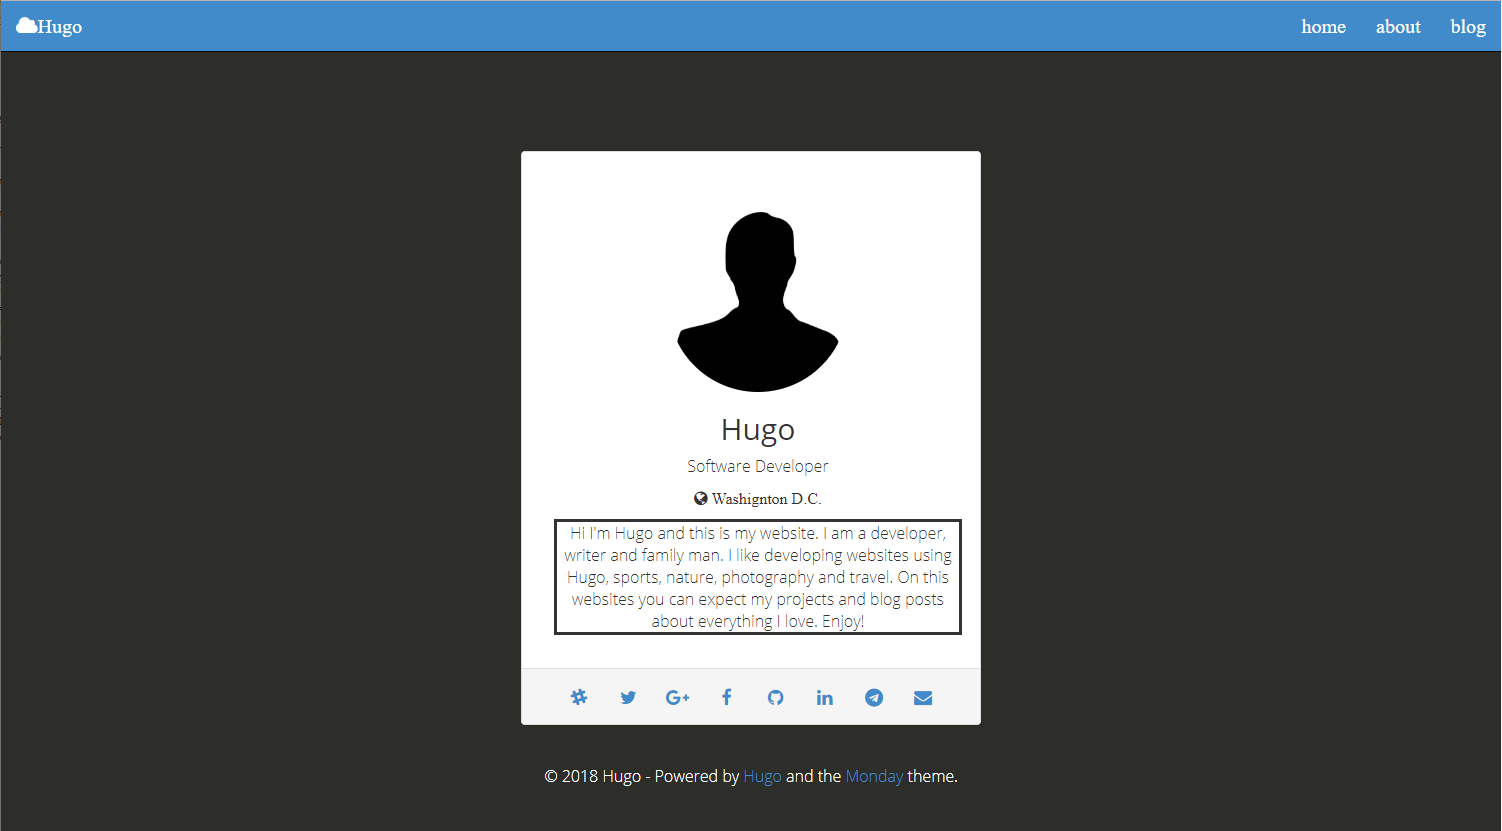 Hugo
home about blog
Hugo
Software Developer
Washignton D.C.
Hi I'm Hugo and this is my website. I am a developer,
writer and family man. I like developing websites using
Hugo, sports, nature, photography and travel. On this
websites you can expect my projects and blog posts
about everything I love. Enjoy!
© 2018 Hugo - Powered by Hugo and the Monday theme.